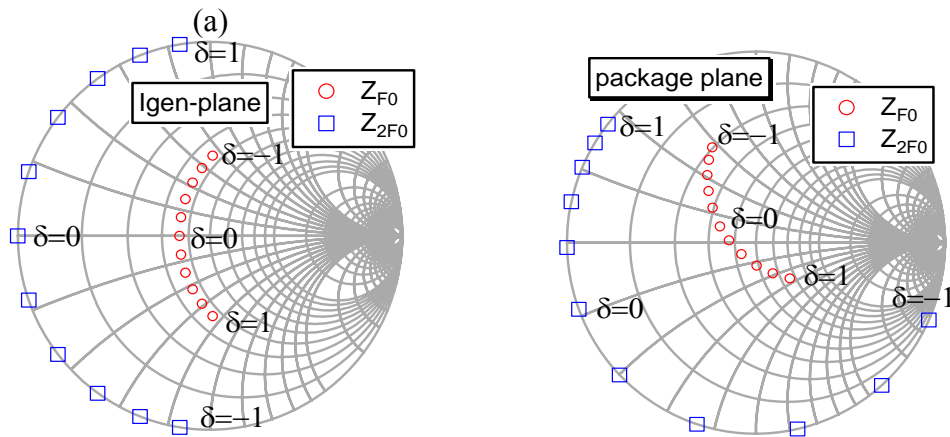 (a)
δ=1
Igen-plane
Z_F0
Z_2F0
δ=−1
δ=0
δ=0
δ=1
δ=−1
package plane
Z_F0
Z_2F0
δ=1
δ=−1
δ=0
δ=1
δ=−1
δ=0